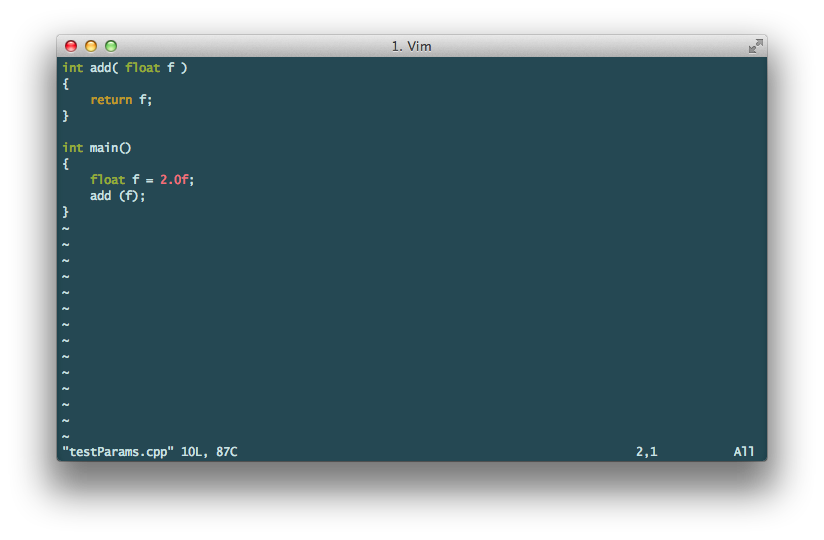 1. Vim
int add( float f )
{
    return f;
}

int main()
{
    float f = 2.0f;
    add (f);
}
~
~
~
~
~
~
~
~
~
~
~
~
~
~
"testParams.cpp" 10L, 87C 2,1 All